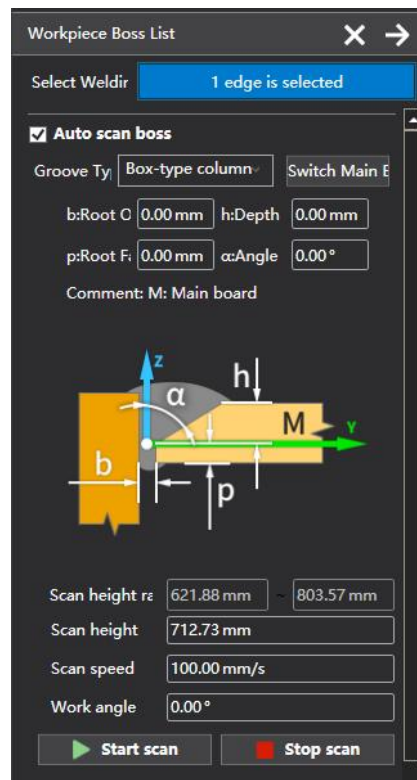 Workpiece Boss List
Select Weldir 1 edge is selected
Auto scan boss
Groove Ty Box-type column Switch Main E
b:Root O 0.00 mm h:Depth 0.00 mm
p:Root F 0.00 mm α:Angle 0.00 °
Comment: M: Main board
z
α h
M Y
b
p
Scan height ra 621.88 mm ~ 803.57 mm
Scan height 712.73 mm
Scan speed 100.00 mm/s
Work angle 0.00 °
Start scan Stop scan